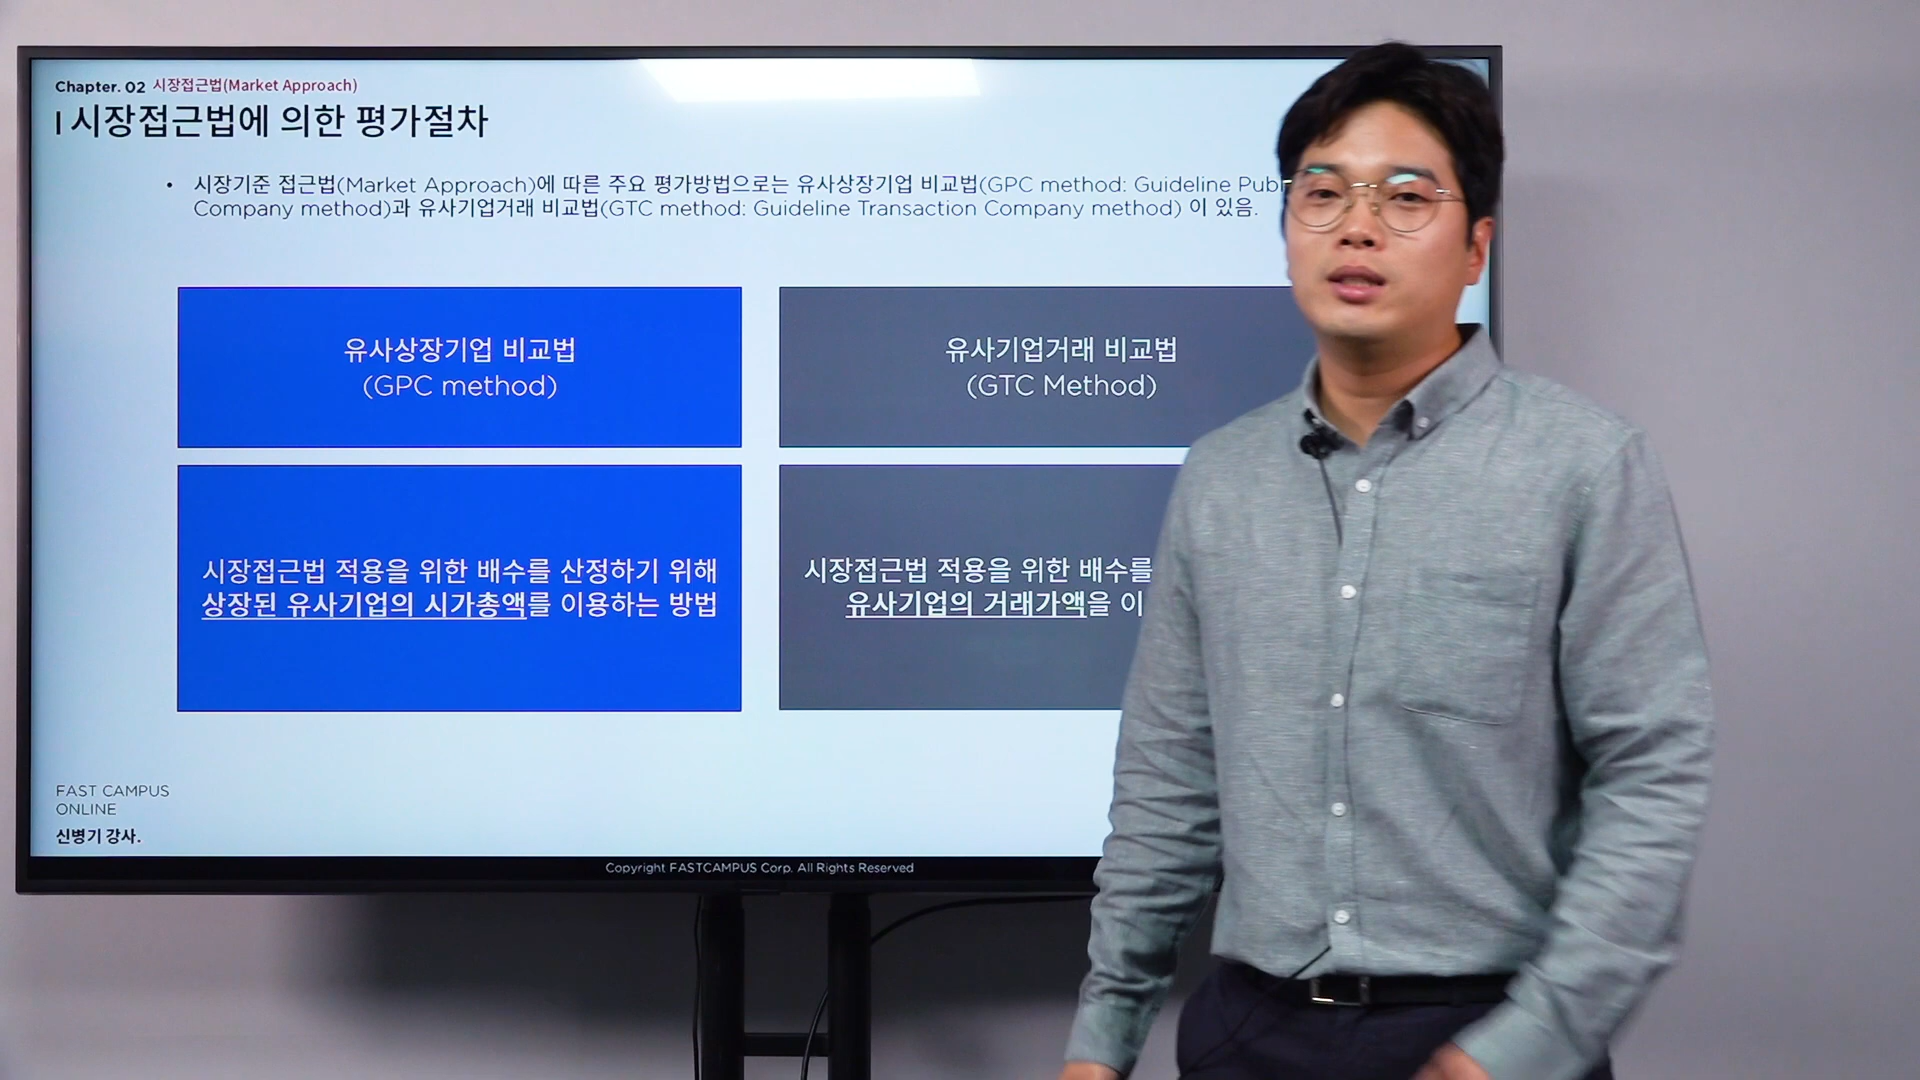 Chapter. 02 시장접근법(Market Approach)
시장접근법에 의한 평가절차
• 시장기준 접근법(Market Approach)에 따른 주요 평가방법으로는 유사상장기업 비교법(GPC method: Guideline
Company method)과 유사기업거래 비교법(GTC method: Guideline Transaction Company method) 이 있음.
유사상장기업 비교법
(GPC method)
유사기업거래 비교법
(GTC Method)
시장접근법 적용을 위한 배수를 산정하기 위해
상장된 유사기업의 시가총액를 이용하는 방법
시장접근법 적용을 위한 배수를
유사기업의 거래가액을 이
FAST CAMPUS
ONLINE
신병기 강사.
Copyright FASTCAMPUS Corp. All Rights Reserved